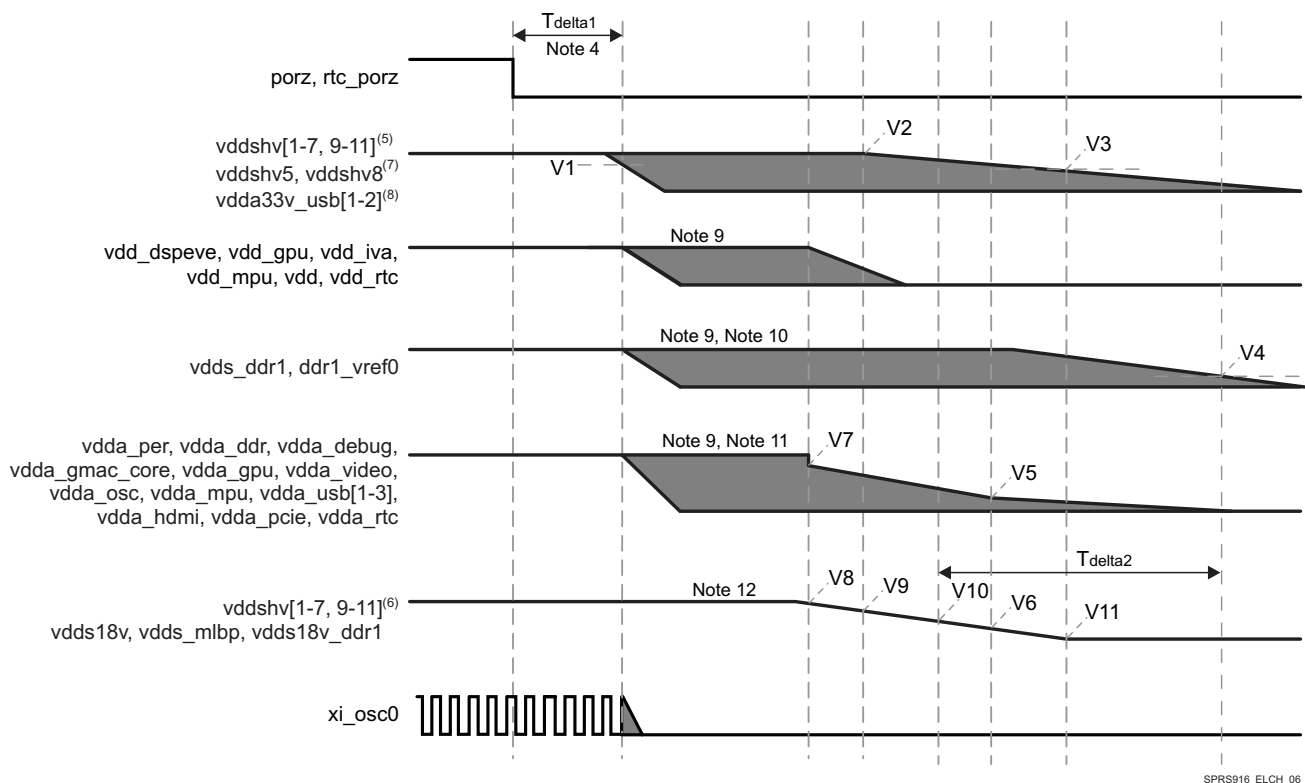 Tdelta1
Note 4
porz, rtc_porz
vddshv[1-7, 9-11](5)
vddshv5, vddshv8(7)
vdda33v_usb[1-2](8)
V1
V2
V3
Note 9
vdd_dspeve, vdd_gpu, vdd_iva,
vdd_mpu, vdd, vdd_rtc
Note 9, Note 10
vdds_ddr1, ddr1_vref0
V4
vdda_per, vdda_ddr, vdda_debug,
vdda_gmac_core, vdda_gpu, vdda_video,
vdda_osc, vdda_mpu, vdda_usb[1-3],
vdda_hdmi, vdda_pcie, vdda_rtc
Note 9, Note 11
V7
V5
Tdelta2
Note 12
V8
V9
V10
V6
V11
vddshv[1-7, 9-11](6)
vdds18v, vdds_mlbp, vdds18v_ddr1
xi_osc0
SPRS916_ELCH_06